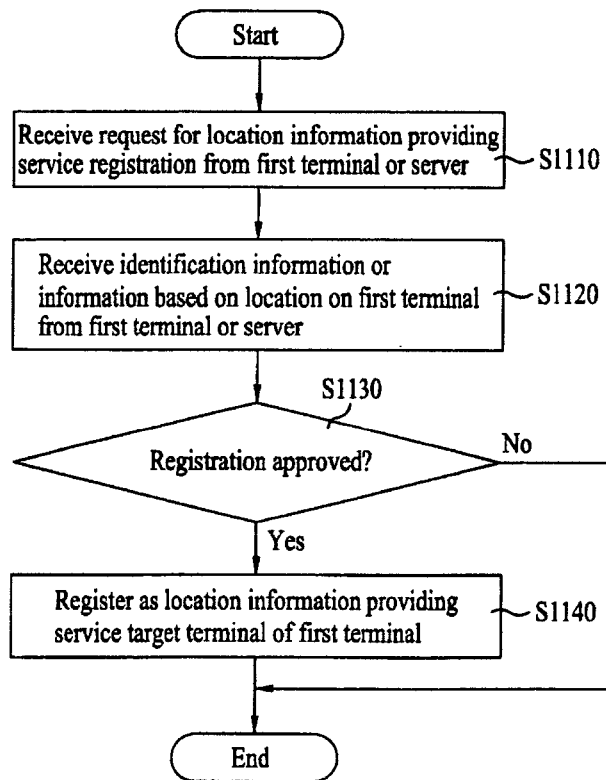 Start
Receive request for location information providing
service registration from first terminal or server
S1110
Receive identification information or
information based on location on first terminal
from first terminal or server
S1120
S1130
Registration approved?
No
Yes
Register as location information providing
service target terminal of first terminal
S1140
End